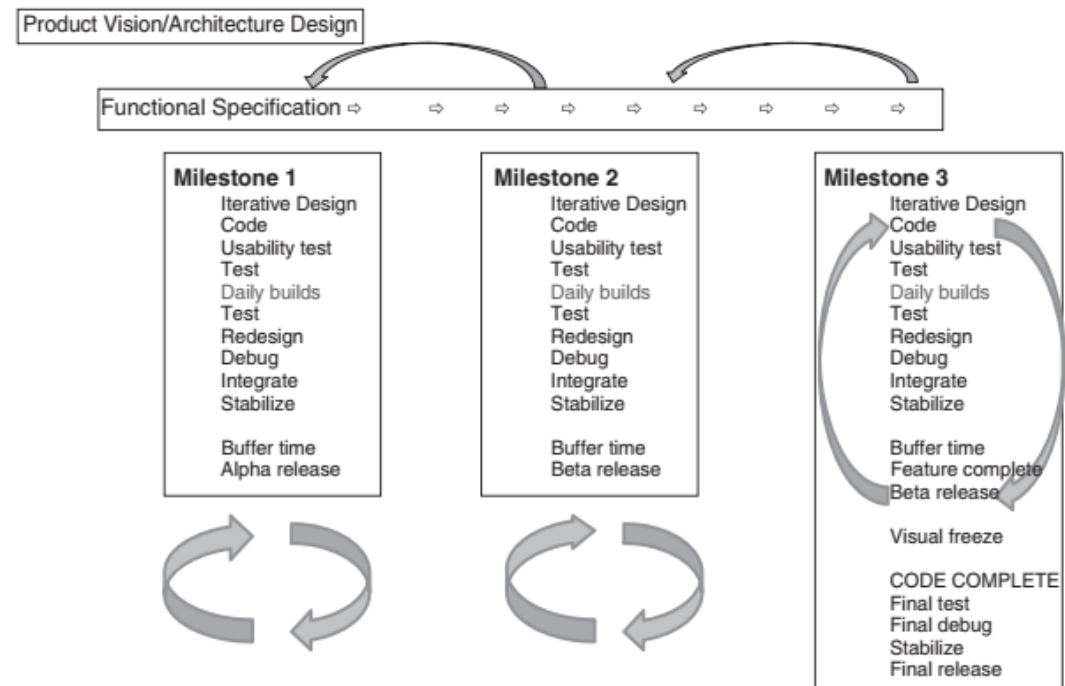 Product Vision/Architecture Design
Functional Specification ⇨ ⇨ ⇨ ⇨ ⇨ ⇨ ⇨ ⇨ ⇨
Milestone 1
Iterative Design
Code
Usability test
Test
Daily builds
Test
Redesign
Debug
Integrate
Stabilize
Buffer time
Alpha release
Milestone 2
Iterative Design
Code
Usability test
Test
Daily builds
Test
Redesign
Debug
Integrate
Stabilize
Buffer time
Beta release
Milestone 3
Iterative Design
Code
Usability test
Test
Daily builds
Test
Redesign
Debug
Integrate
Stabilize
Buffer time
Feature complete
Beta release
Visual freeze
CODE COMPLETE
Final test
Final debug
Stabilize
Final release